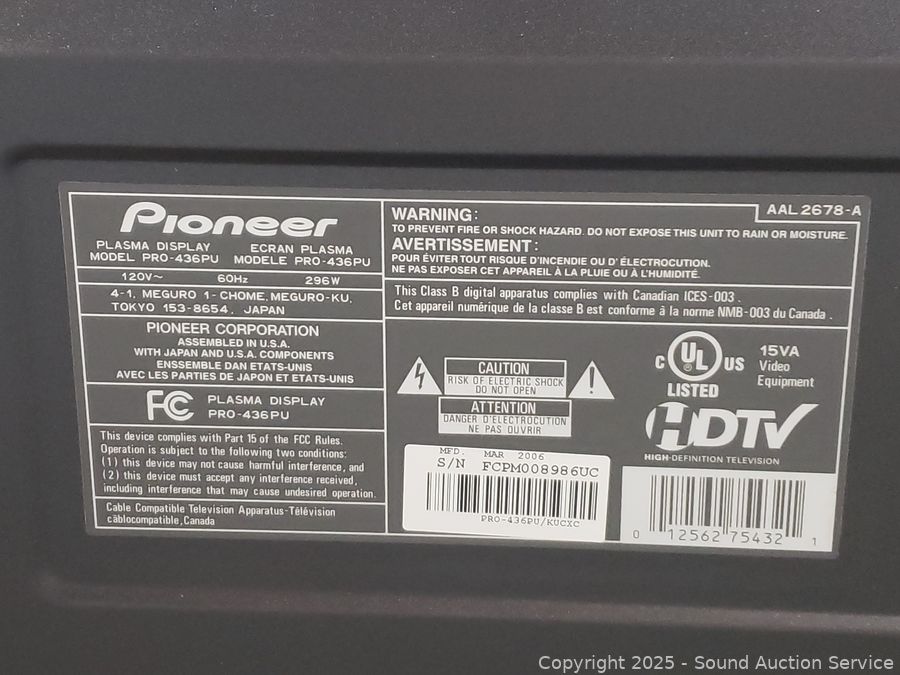 Pioneer
PLASMA DISPLAY
MODEL PRO-436PU
ECRAN PLASMA
MODELE PRO-436PU
120V~ 60Hz 296W
4-1, MEGURO 1-CHOME, MEGURO-KU,
TOKYO 153-8654, JAPAN
PIONEER CORPORATION
ASSEMBLED IN U.S.A.
WITH JAPAN AND U.S.A. COMPONENTS
ENSSEMBLE DAN ETATS-UNIS
AVEC LES PARTIES DE JAPON ET ETATS-UNIS
FC PLASMA DISPLAY
PRO-436PU
This device complies with Part 15 of the FCC Rules.
Operation is subject to the following two conditions:
(1) this device may not cause harmful interference, and
(2) this device must accept any interference received,
including interference that may cause undesired operation.
Cable Compatible Television Apparatus-Télévision
câblocompatible, Canada
AAL2678-A
WARNING:
TO PREVENT FIRE OR SHOCK HAZARD. DO NOT EXPOSE THIS UNIT TO RAIN OR MOISTURE.
AVERTISSEMENT:
POUR ÉVITER TOUT RISQUE D'INCENDIE OU D' ÉLECTROCUTION.
NE PAS EXPOSER CET APPAREIL À LA PLUIE OU À L'HUMIDITÉ.
This Class B digital apparatus complies with Canadian ICES-003.
Cet appareil numérique de la classe B est conforme à la norme NMB-003 du Canada.
CAUTION
RISK OF ELECTRIC SHOCK
DO NOT OPEN
ATTENTION
DANGER D'ELECTROCUTION
NE PAS OUVRIR
C UL US
LISTED
15VA
Video
Equipment
HDTV
HIGH-DEFINITION TELEVISION
MFD. MAR 2006
S/N FCPM008986UC
PRO-436PU/KUCXC
0 12562 75432 1
Copyright © 2025 - Sound Auction Service